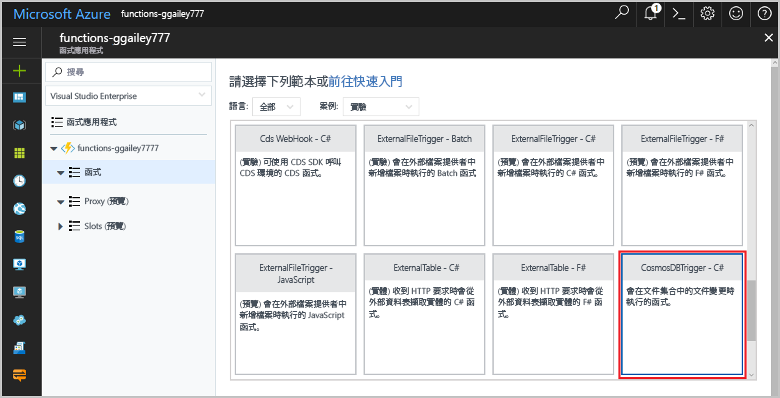 Microsoft Azure functions-ggailey777
1
functions-ggailey777
函式應用程式
搜尋
Visual Studio Enterprise
函式應用程式
functions-ggailey7777
函式
Proxy (預覽)
Slots (預覽)
請選擇下列範本或前往快速入門
語言: 全部 案例: 實驗
Cds WebHook - C#
(實驗) 可使用 CDS SDK 呼叫
CDS 環境的 CDS 函式。
ExternalFileTrigger - Batch
(實驗) 會在外部檔案提供者中
新增檔案時執行的 Batch 函式
ExternalFileTrigger - C#
(預覽) 會在外部檔案提供者中
新增檔案時執行的 C# 函式。
ExternalFileTrigger - F#
(預覽) 會在外部檔案提供者中
新增檔案時執行的 F# 函式。
ExternalFileTrigger -
JavaScript
(預覽) 會在外部檔案提供者中
新增檔案時執行的 JavaScript
函式。
ExternalTable - C#
(實體) 收到 HTTP 要求時會從
外部資料表擷取實體的 C# 函
式。
ExternalTable - F#
(實體) 收到 HTTP 要求時會從
外部資料表擷取實體的 F# 函
式。
CosmosDBTrigger - C#
會在文件集合中的文件變更時
執行的函式。